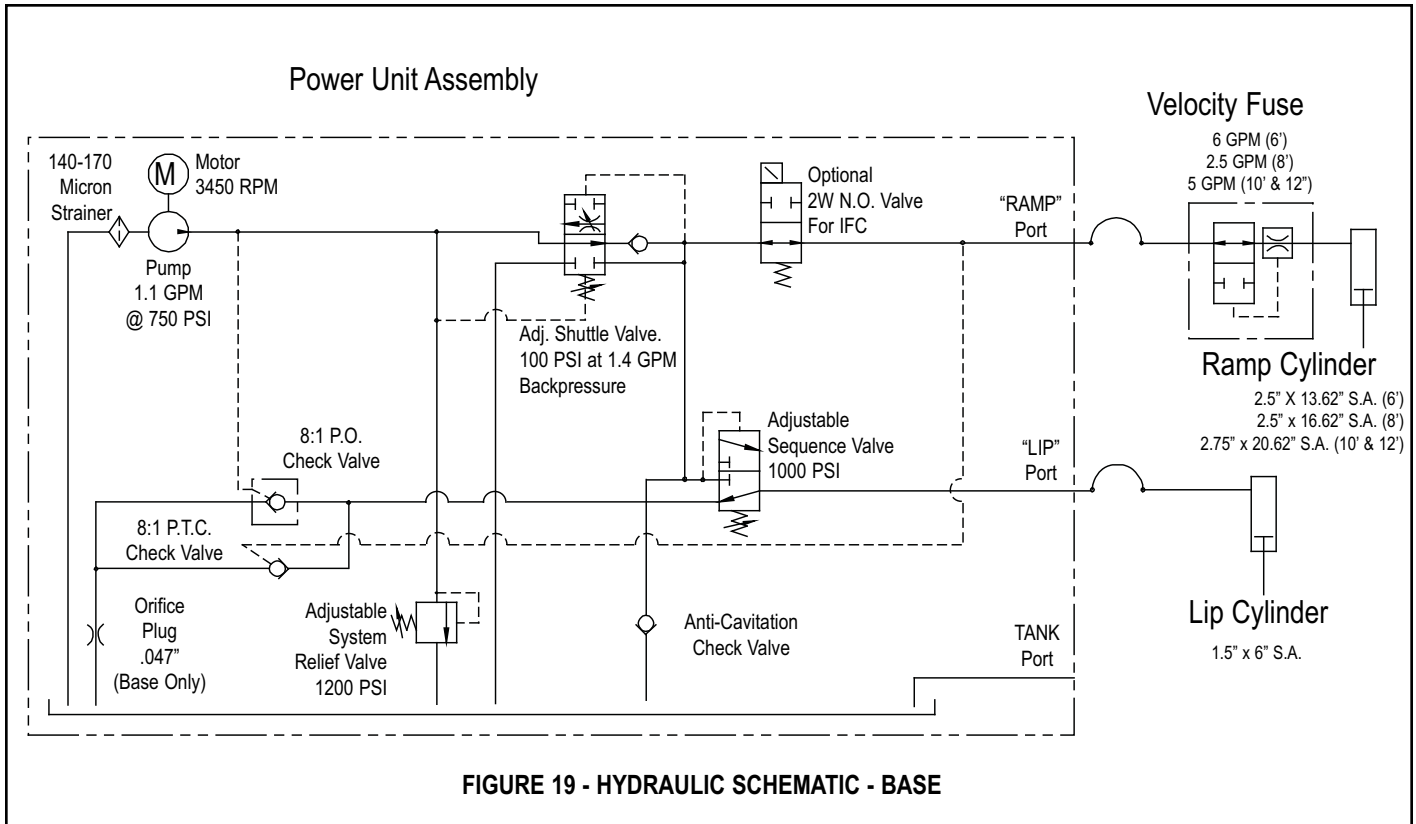 Power Unit Assembly
140-170
Micron
Strainer
M
Motor
3450 RPM
Pump
1.1 GPM
@ 750 PSI
Adj. Shuttle Valve.
100 PSI at 1.4 GPM
Backpressure
Optional
2W N.O. Valve
For IFC
“RAMP”
Port
Velocity Fuse
6 GPM (6’)
2.5 GPM (8’)
5 GPM (10’ & 12”)
Ramp Cylinder
2.5” X 13.62” S.A. (6’)
2.5” x 16.62” S.A. (8’)
2.75” x 20.62” S.A. (10’ & 12’)
8:1 P.O.
Check Valve
8:1 P.T.C.
Check Valve
Adjustable
Sequence Valve
1000 PSI
“LIP”
Port
Orifice
Plug
.047”
(Base Only)
Adjustable
System
Relief Valve
1200 PSI
Anti-Cavitation
Check Valve
TANK
Port
Lip Cylinder
1.5” x 6” S.A.
FIGURE 19 - HYDRAULIC SCHEMATIC - BASE